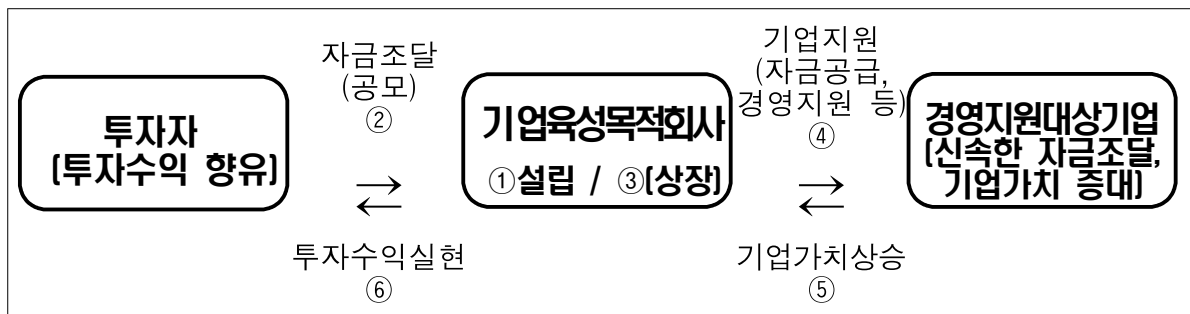 자금조달
(공모)
②
기업지원
(자금공급,
경영지원 등)
④
투자자
(투자수익 향유)
기업육성목적회사
①설립 / ③(상장)
경영지원대상기업
(신속한 자금조달,
기업가치 증대)
투자수익실현
⑥
기업가치상승
⑤